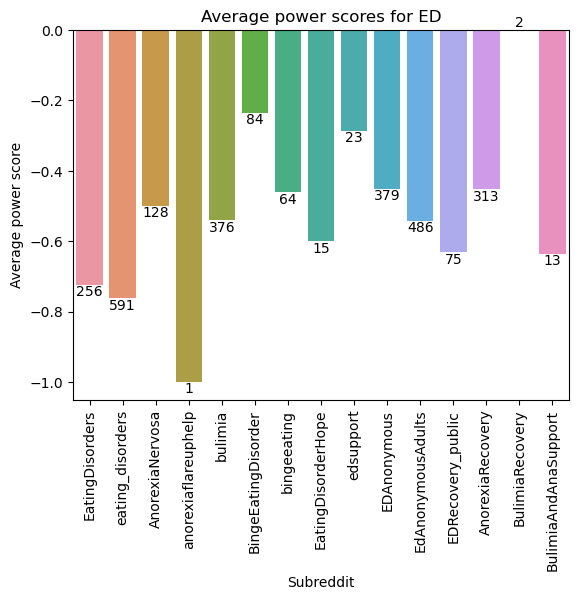 Average power scores for ED
Average power score
0.0
−0.2
−0.4
−0.6
−0.8
−1.0
256
591
128
1
376
84
64
15
23
379
486
75
313
2
13
EatingDisorders
eating_disorders
AnorexiaNervosa
anorexiaflareuphelp
bulimia
BingeEatingDisorder
bingeeating
EatingDisorderHope
edsupport
EDAnonymous
EdAnonymousAdults
EDRecovery_public
AnorexiaRecovery
BulimiaRecovery
BulimiaAndAnaSupport
Subreddit